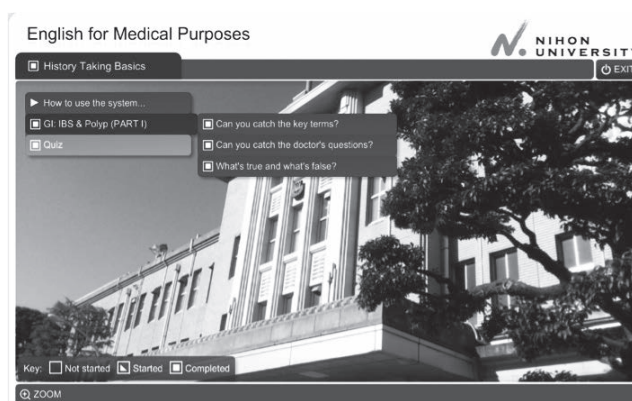 English for Medical Purposes
N. NIHON
UNIVERSITY
History Taking Basics
EXIT
How to use the system...
GI: IBS & Polyp (PART I)
Can you catch the key terms?
Quiz
Can you catch the doctor's questions?
What's true and what's false?
Key: Not started Started Completed
ZOOM